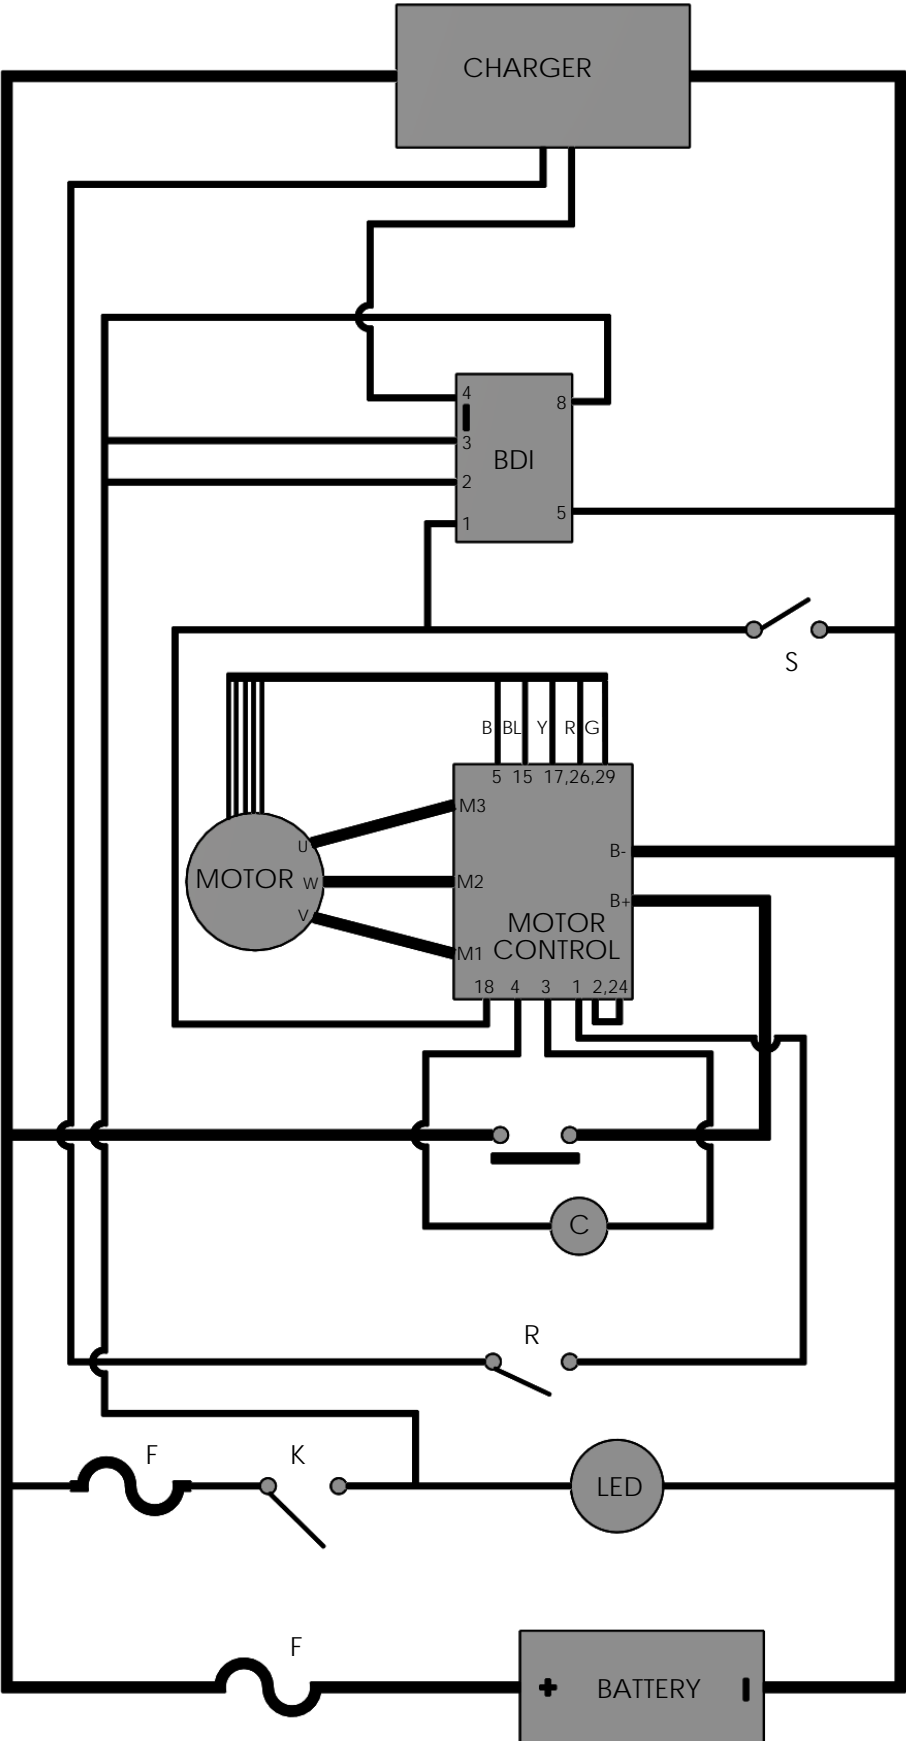 CHARGER
4
8
3
BDI
2
5
1
S
B BL Y R G
5 15 17,26,29
M3
U
B-
MOTOR W M2
B+
V
MOTOR
CONTROL
M1
18 4 3 1 2,24
C
R
F K
LED
F
+ BATTERY